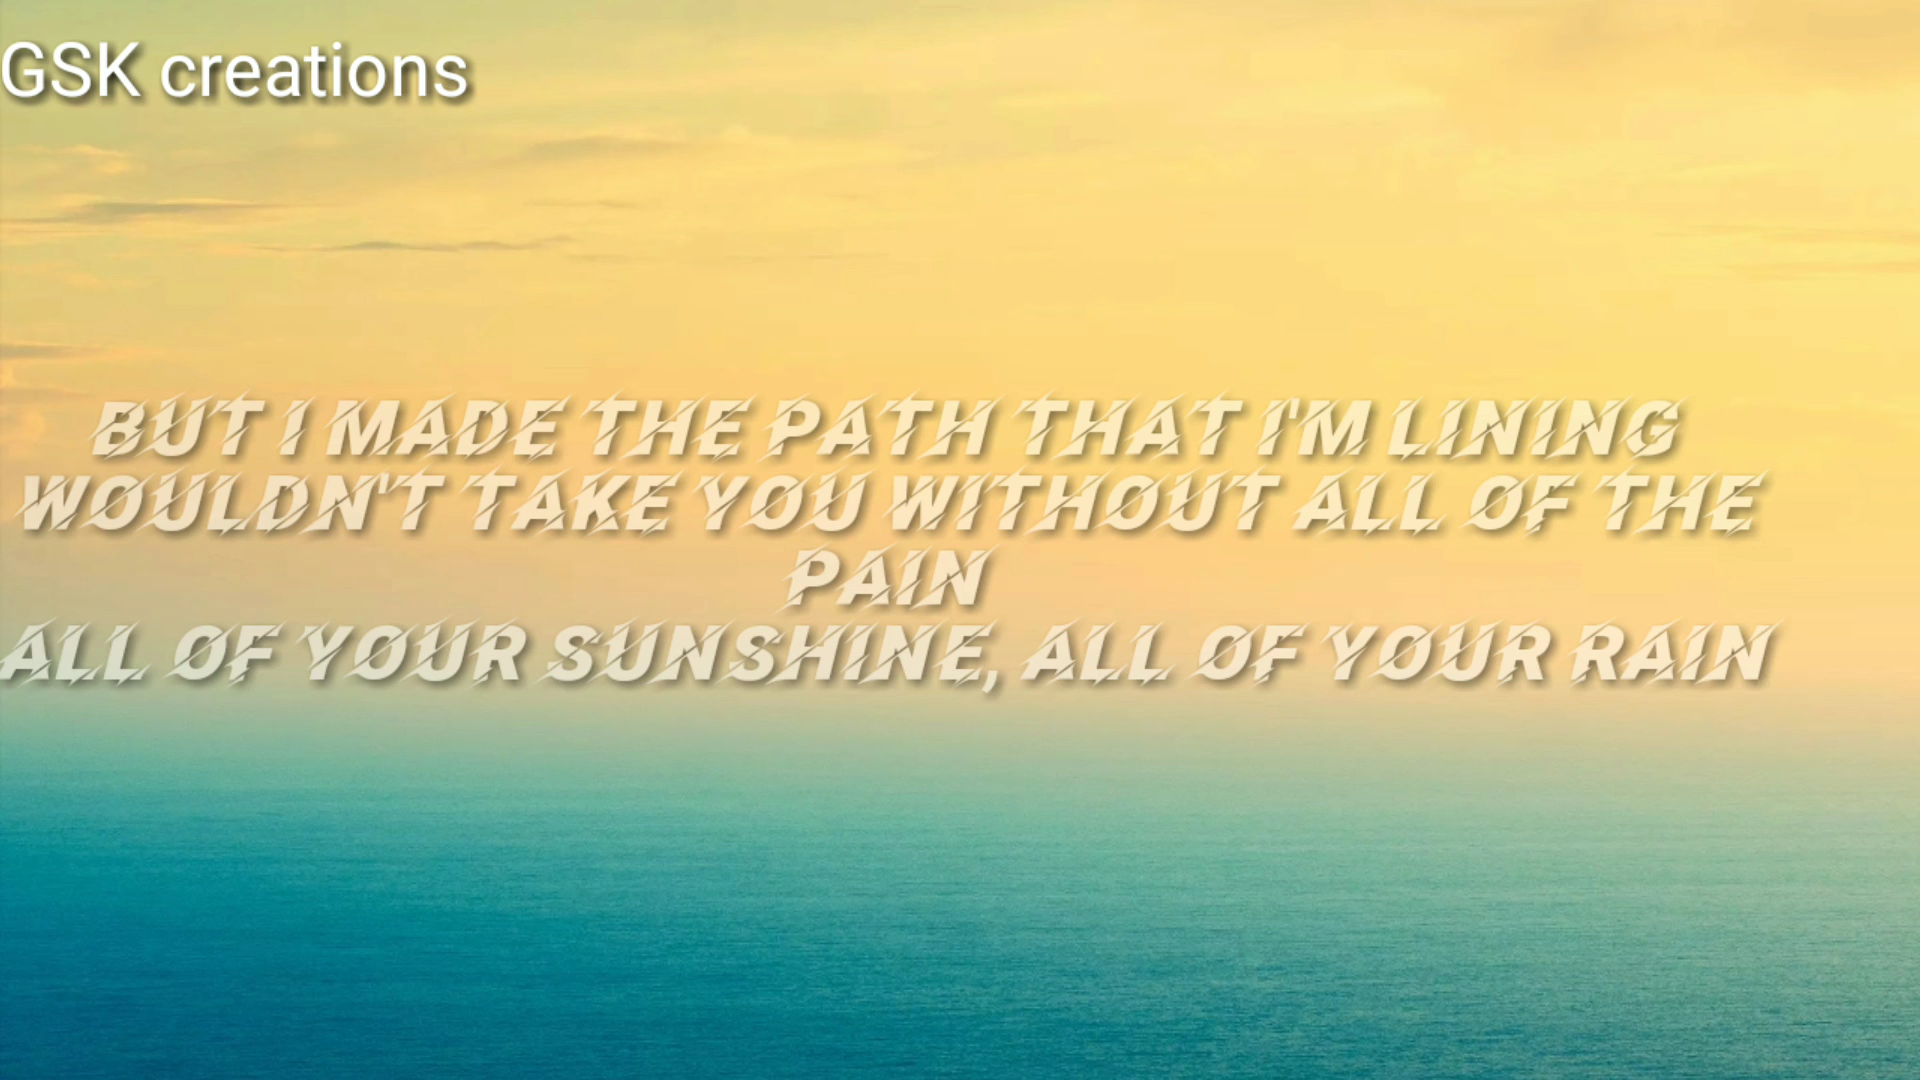 GSK creations
BUT I MADE THE PATH THAT I'M LINING
WOULDN'T TAKE YOU WITHOUT ALL OF THE
PAIN
ALL OF YOUR SUNSHINE, ALL OF YOUR RAIN